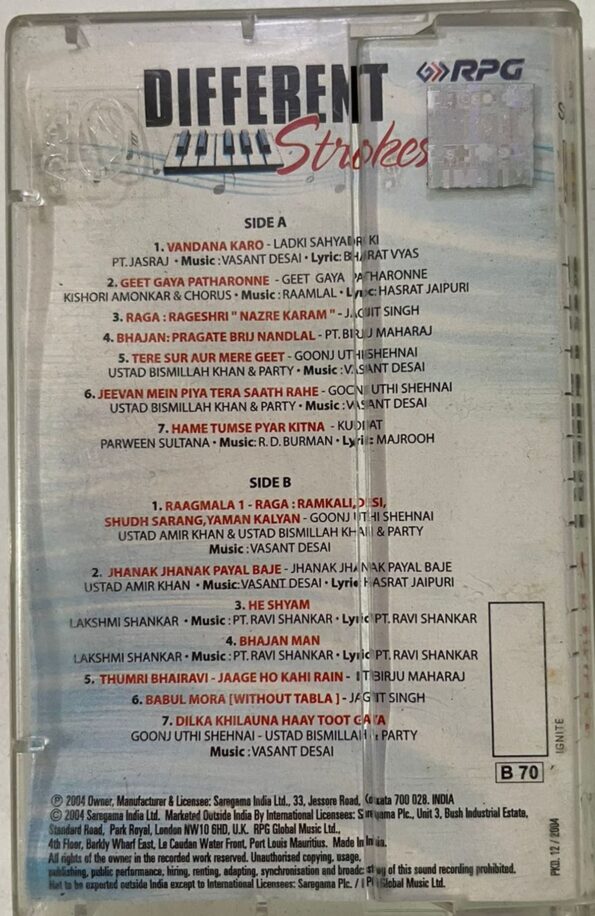 DIFFERENT
Strokes
RPG
SIDE A
1. VANDANA KARO - LADKI SAHYADRI KI
PT. JASRAJ • Music : VASANT DESAI • Lyric: BHARAT VYAS
2. GEET GAYA PATHARONNE - GEET GAYA PATHARONNE
KISHORI AMONKAR & CHORUS • Music : RAAMLAL • Lyric: HASRAT JAIPURI
3. RAGA : RAGESHRI " NAZRE KARAM " - JAGJIT SINGH
4. BHAJAN: PRAGATE BRIJ NANDLAL - PT. BIRJU MAHARAJ
5. TERE SUR AUR MERE GEET - GOONJ UTHI SHEHNAI
USTAD BISMILLAH KHAN & PARTY • Music : VASANT DESAI
6. JEEVAN MEIN PIYA TERA SAATH RAHE - GOONJ UTHI SHEHNAI
USTAD BISMILLAH KHAN & PARTY • Music : VASANT DESAI
7. HAME TUMSE PYAR KITNA - KUDRAT
PARWEEN SULTANA • Music: R. D. BURMAN • Lyric: MAJROOH
SIDE B
1. RAAGMALA 1 - RAGA : RAMKALI, DESI,
SHUDH SARANG, YAMAN KALYAN - GOONJ UTHI SHEHNAI
USTAD AMIR KHAN & USTAD BISMILLAH KHAN & PARTY
Music : VASANT DESAI
2. JHANAK JHANAK PAYAL BAJE - JHANAK JHANAK PAYAL BAJE
USTAD AMIR KHAN • Music: VASANT DESAI • Lyric HASRAT JAIPURI
3. HE SHYAM
LAKSHMI SHANKAR • Music : PT. RAVI SHANKAR • Lyric PT. RAVI SHANKAR
4. BHAJAN MAN
LAKSHMI SHANKAR • Music : PT. RAVI SHANKAR • Lyric PT. RAVI SHANKAR
5. THUMRI BHAIRAVI - JAAGE HO KAHI RAIN - PT BIRJU MAHARAJ
6. BABUL MORA [WITHOUT TABLA ] - JAGJIT SINGH
7. DILKA KHILAUNA HAAY TOOT GAYA
GOONJ UTHI SHEHNAI - USTAD BISMILLAH & PARTY
Music : VASANT DESAI
IGNITE
B 70
PKD. 12 / 2004
℗ 2004 Owner, Manufacturer & Licensee: Saregama India Ltd., 33, Jessore Road, Kolkata 700 028. INDIA
© 2004 Saregama India Ltd. Marketed Outside India By International Licensees: Saregama Plc., Unit 3, Bush Industrial Estate,
Standard Road, Park Royal, London NW10 6HD, U.K. RPG Global Music Ltd.,
4th Floor, Barkly Wharf East, Le Caudan Water Front, Port Louis Mauritius. Made In India.
All rights of the owner in the recorded work reserved. Unauthorised copying, usage,
publishing, public performance, hiring, renting, adapting, synchronisation and broadcasting of this sound recording prohibited.
Not to be exported outside India except to International Licensees: Saregama Plc. / RPG Global Music Ltd.